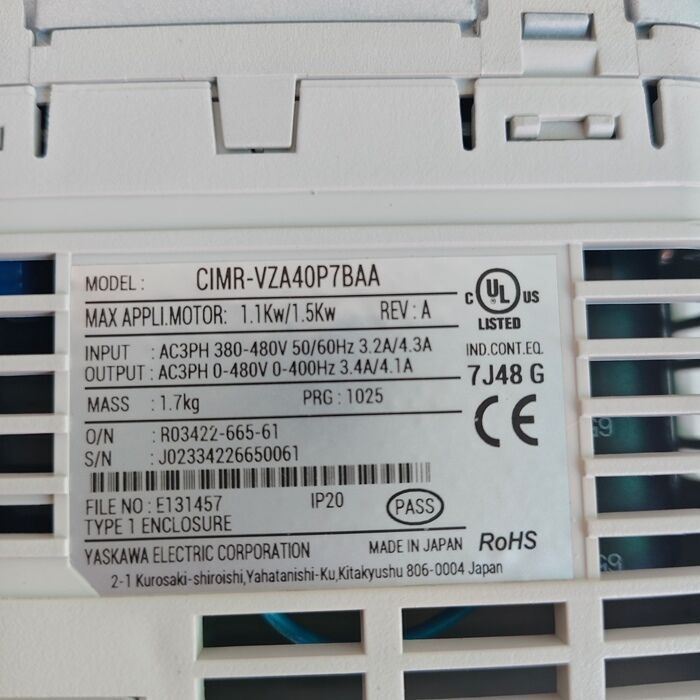 MODEL : CIMR-VZA40P7BAA
MAX APPLI.MOTOR: 1.1Kw/1.5Kw REV : A
INPUT : AC3PH 380-480V 50/60Hz 3.2A/4.3A
OUTPUT : AC3PH 0-480V 0-400Hz 3.4A/4.1A
MASS : 1.7kg PRG : 1025
O/N : R03422-665-61
S/N : J02334226650061
FILE NO : E131457 IP20 PASS
TYPE 1 ENCLOSURE
YASKAWA ELECTRIC CORPORATION MADE IN JAPAN RoHS
2-1 Kurosaki-shiroishi,Yahatanishi-Ku,Kitakyushu 806-0004 Japan
C UL US
LISTED
IND.CONT.EQ.
7J48 G
CE
G9
G9